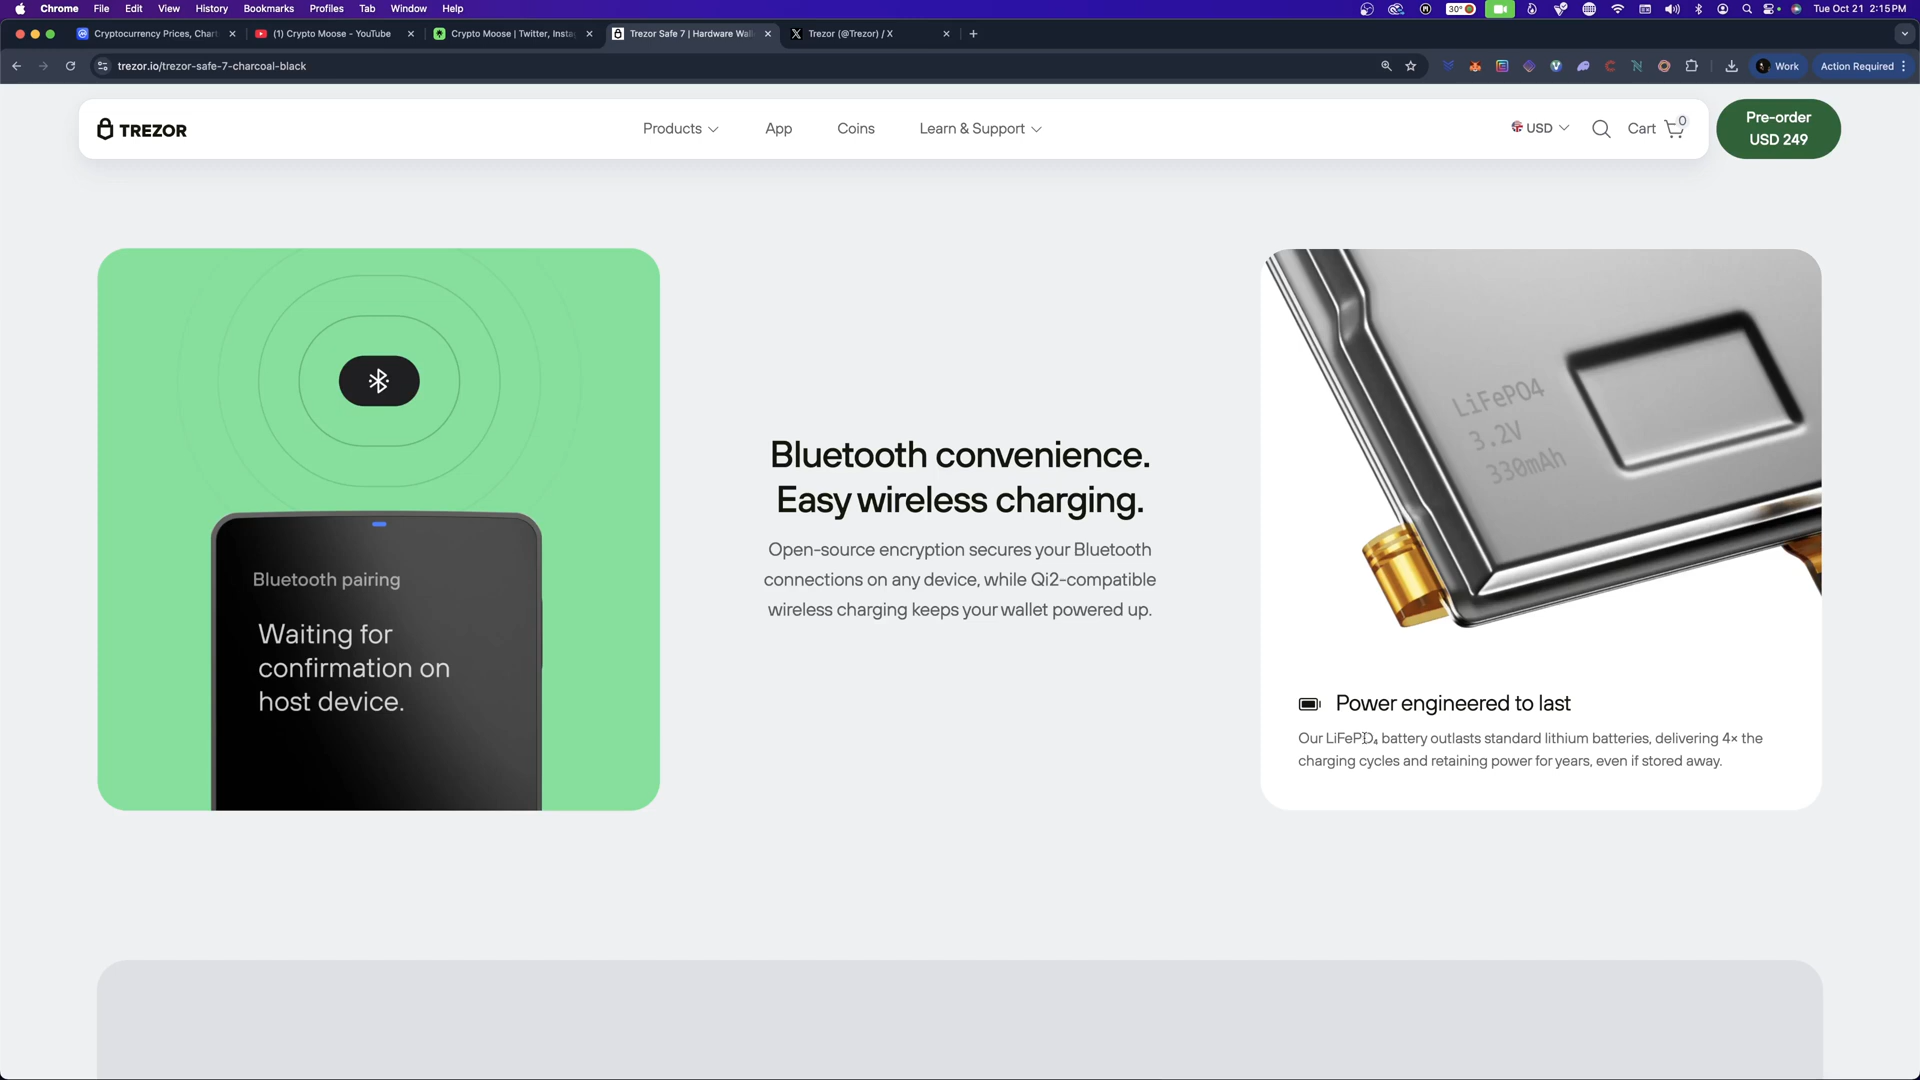 Chrome File Edit View History Bookmarks Profiles Tab Window Help
30° Tue Oct 21 2:15 PM
Cryptocurrency Prices, Char
(1) Crypto Moose - YouTube
Crypto Moose | Twitter, Insta
Trezor Safe 7 | Hardware Wal
Trezor (@Trezor) / X
trezor.io/trezor-safe-7-charcoal-black
Work
Action Required
TREZOR
Products
App
Coins
Learn & Support
USD
Cart
0
Pre-order
USD 249
Bluetooth pairing
Waiting for
confirmation on
host device.
Bluetooth convenience.
Easy wireless charging.
Open-source encryption secures your Bluetooth
connections on any device, while Qi2-compatible
wireless charging keeps your wallet powered up.
LiFePO4
3.2V
330mAh
Power engineered to last
Our LiFePO₄ battery outlasts standard lithium batteries, delivering 4× the
charging cycles and retaining power for years, even if stored away.